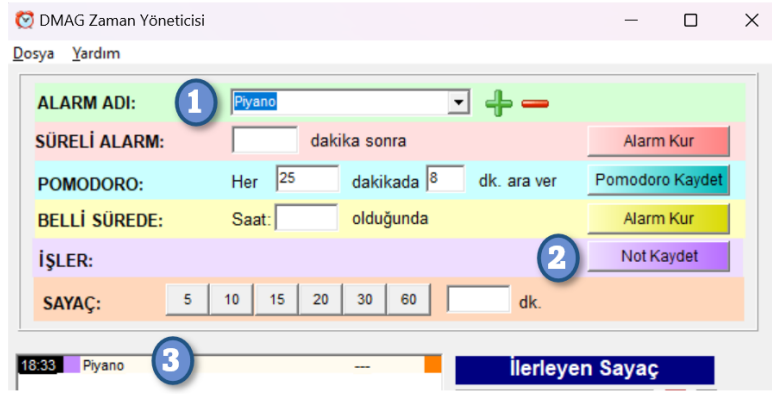 DMAG Zaman Yöneticisi
Dosya Yardım
ALARM ADI: 1 Piyano
SÜRELİ ALARM: dakika sonra Alarm Kur
POMODORO: Her 25 dakikada 8 dk. ara ver Pomodoro Kaydet
BELLİ SÜREDE: Saat: olduğunda Alarm Kur
İŞLER: 2 Not Kaydet
SAYAÇ: 5 10 15 20 30 60 dk.
18:33 Piyano 3 --- İlerleyen Sayaç